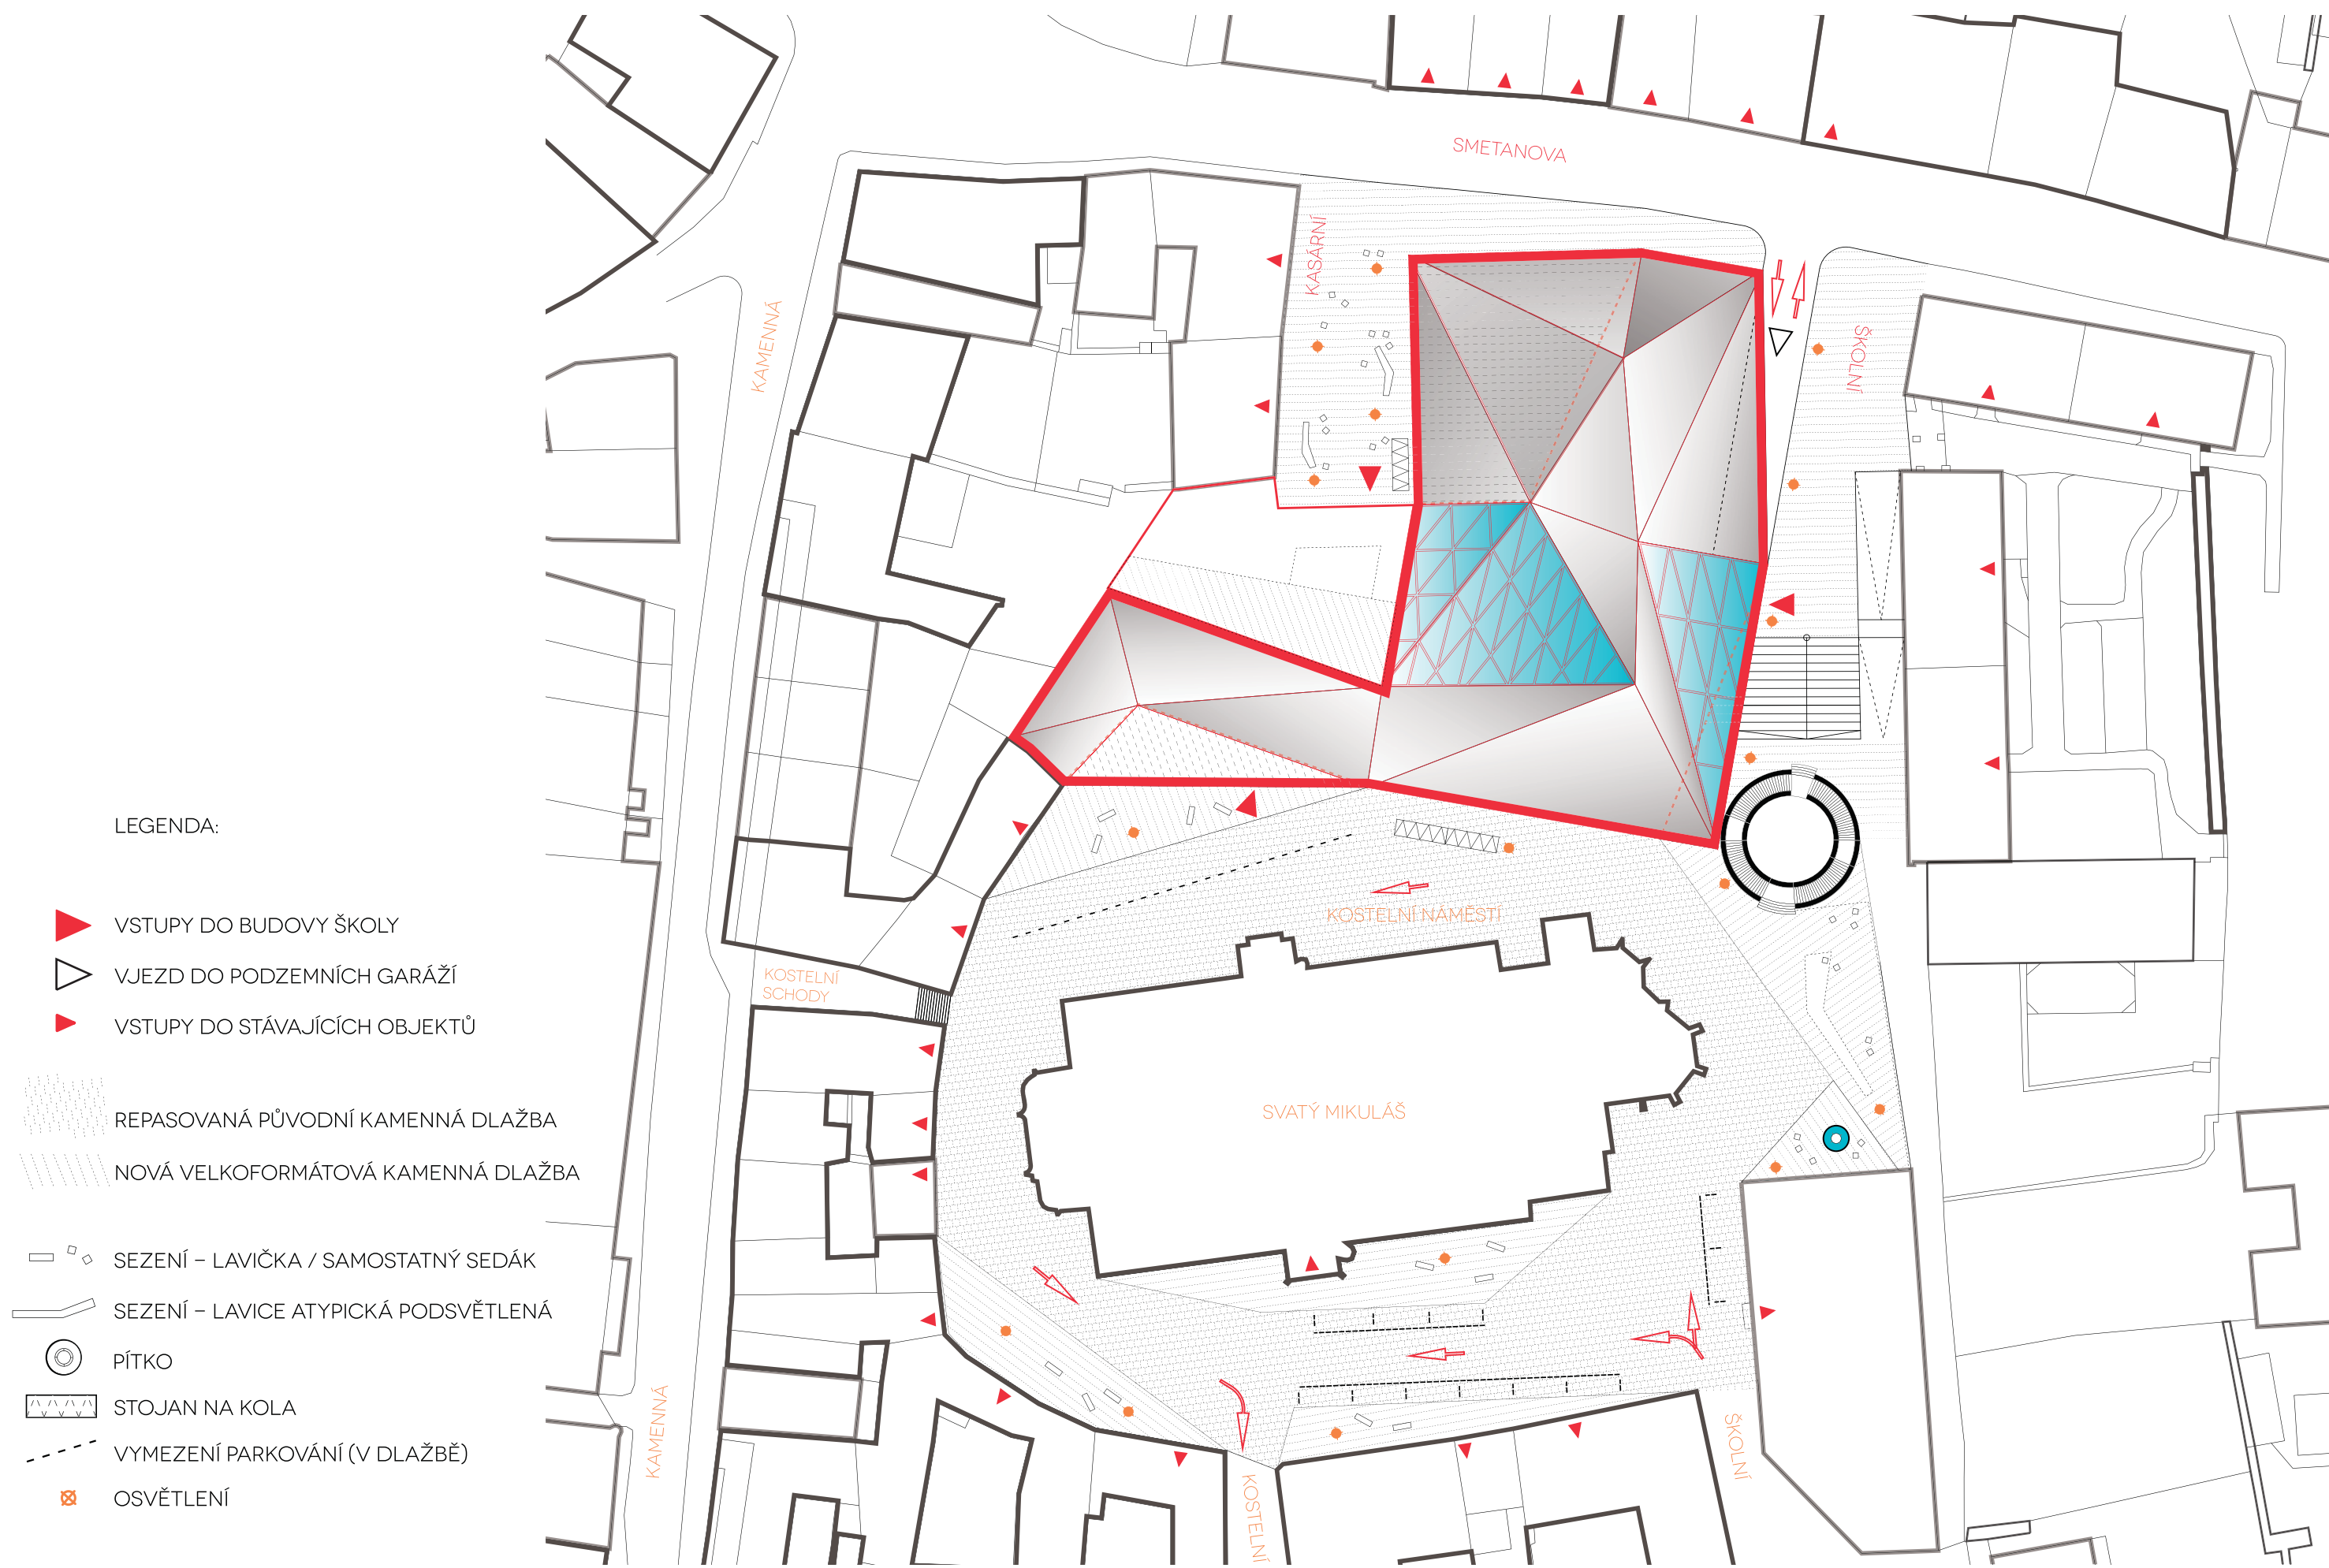 SMETANOVA
KASÁRNÍ
KAMENNÁ
ŠKOLNÍ
LEGENDA:
VSTUPY DO BUDOVY ŠKOLY
VJEZD DO PODZEMNÍCH GARÁŽÍ
VSTUPY DO STÁVAJÍCÍCH OBJEKTŮ
REPASOVANÁ PŮVODNÍ KAMENNÁ DLAŽBA
NOVÁ VELKOFORMÁTOVÁ KAMENNÁ DLAŽBA
SEZENÍ – LAVIČKA / SAMOSTATNÝ SEDÁK
SEZENÍ – LAVICE ATYPICKÁ PODSVĚTLENÁ
PÍTKO
STOJAN NA KOLA
VYMEZENÍ PARKOVÁNÍ (V DLAŽBĚ)
OSVĚTLENÍ
KOSTELNÍ NÁMĚSTÍ
KOSTELNÍ
SCHODY
SVATÝ MIKULÁŠ
KAMENNÁ
KOSTELNÍ
ŠKOLNÍ